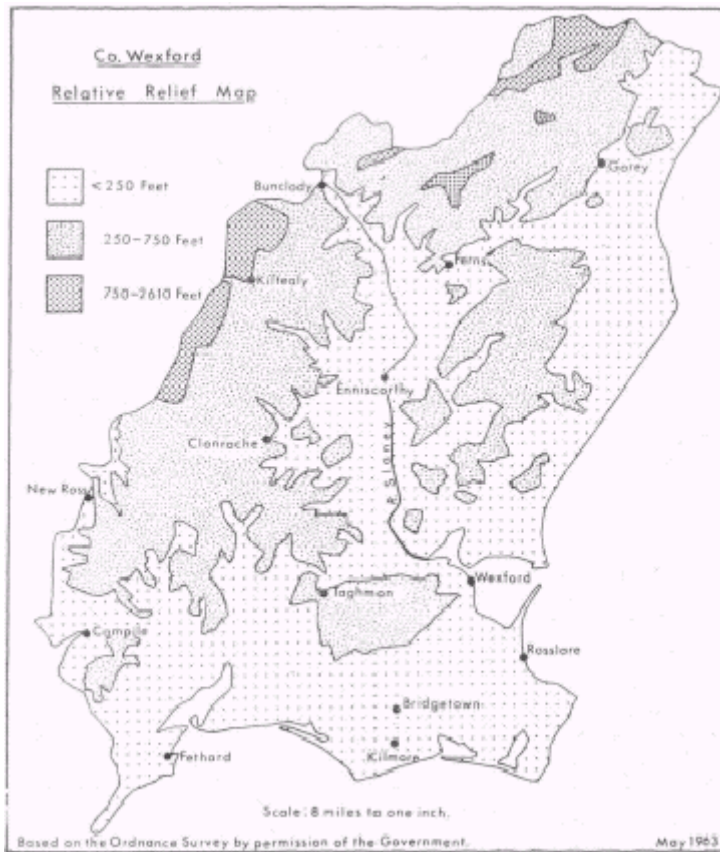 Co. Wexford
Relative Relief Map
<250 Feet
250-750 Feet
750-2610 Feet
Bunclody
Gorey
Ferns
Kiltealy
Enniscorthy
Clonroche
R Slaney
New Ross
Wexford
Taghmon
Campile
Rosslare
Bridgetown
Kilmore
Fethard
Scale: 8 miles to one inch.
Based on the Ordnance Survey by permission of the Government.
May 1963